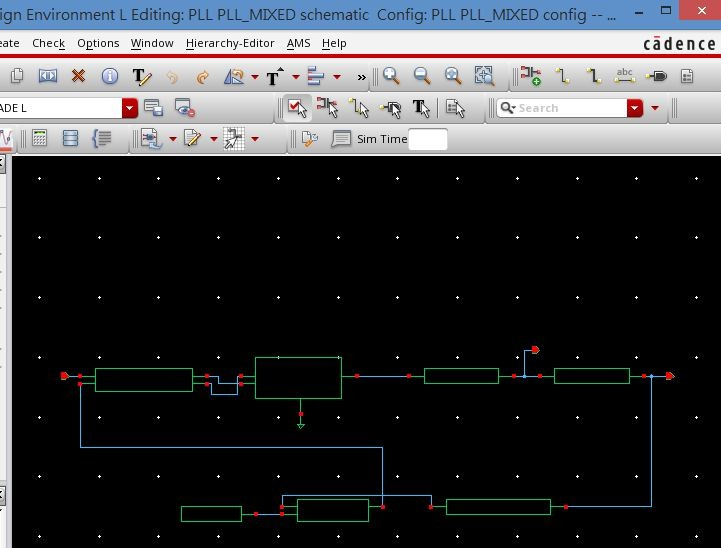 ign Environment L Editing: PLL PLL_MIXED schematic Config: PLL PLL_MIXED config -- ...
eate Check Options Window Hierarchy-Editor AMS Help
cādence
abc
ADE L
Search
Sim Time